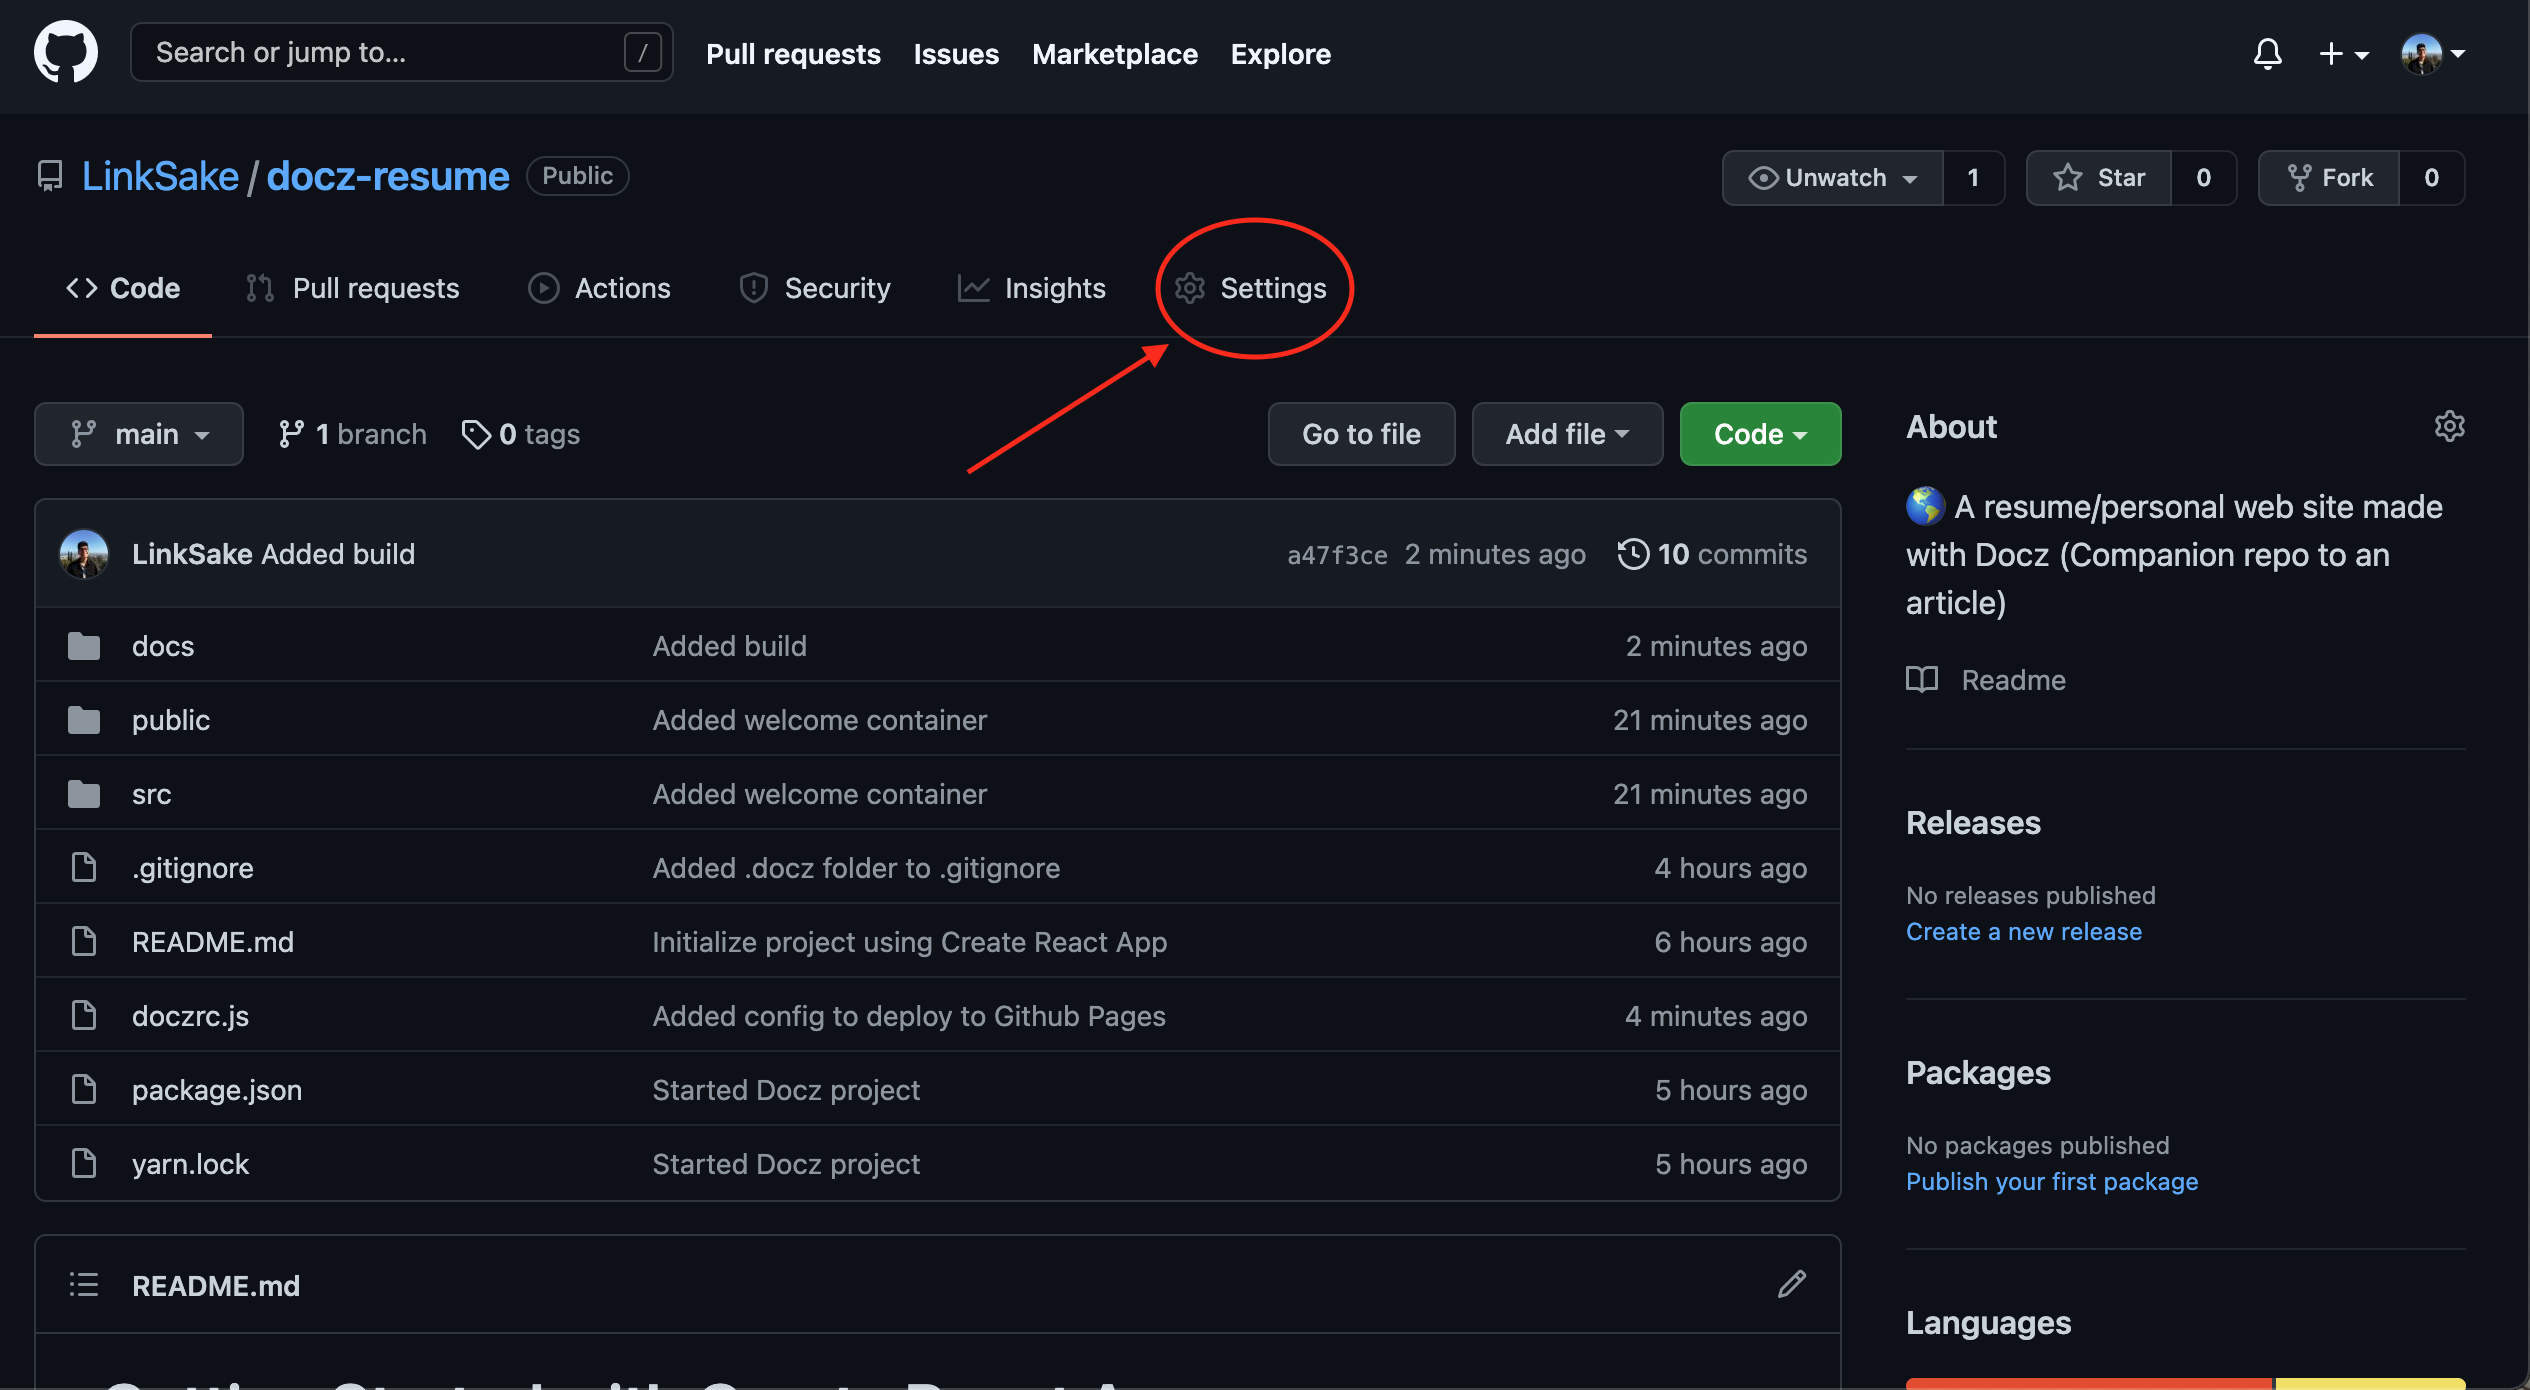 Search or jump to... / Pull requests Issues Marketplace Explore
LinkSake / docz-resume Public Unwatch 1 Star 0 Fork 0
Code Pull requests Actions Security Insights Settings
main 1 branch 0 tags Go to file Add file Code
LinkSake Added build a47f3ce 2 minutes ago 10 commits
docs Added build 2 minutes ago
public Added welcome container 21 minutes ago
src Added welcome container 21 minutes ago
.gitignore Added .docz folder to .gitignore 4 hours ago
README.md Initialize project using Create React App 6 hours ago
doczrc.js Added config to deploy to Github Pages 4 minutes ago
package.json Started Docz project 5 hours ago
yarn.lock Started Docz project 5 hours ago
README.md
About
A resume/personal web site made
with Docz (Companion repo to an
article)
Readme
Releases
No releases published
Create a new release
Packages
No packages published
Publish your first package
Languages